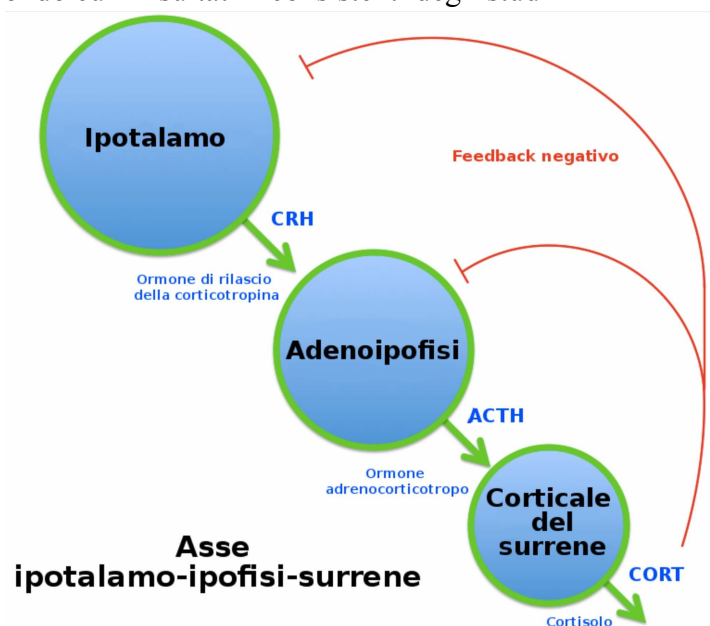 Ipotalamo
Feedback negativo
CRH
Ormone di rilascio
della corticotropina
Adenoipofisi
ACTH
Ormone
adrenocorticotropo
Corticale
del
surrene
Asse
ipotalamo-ipofisi-surrene
CORT
Cortisolo